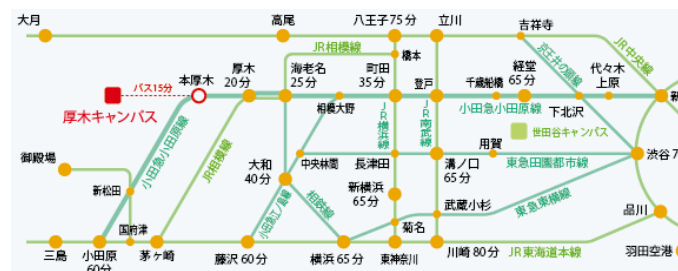 大月
高尾
八王子75分
立川
吉祥寺
JR相模線
橋本
京王井の頭線
JR中央線
バス15分
本厚木
厚木
20分
海老名
25分
町田
35分
登戸
千歳船橋
経堂
65分
代々木
上原
新
厚木キャンパス
相模大野
小田急小田原線
下北沢
小田急小田原線
JR相模線
JR横浜線
JR南武線
世田谷キャンパス
御殿場
大和
40分
中央林間
長津田
溝ノ口
65分
用賀
東急田園都市線
渋谷7
新松田
新横浜
65分
小田急江ノ島線
相鉄線
武蔵小杉
東急東横線
品川
国府津
菊名
三島
小田原
60分
茅ヶ崎
藤沢60分
横浜65分
東神奈川
川崎80分
JR東海道本線
羽田空港